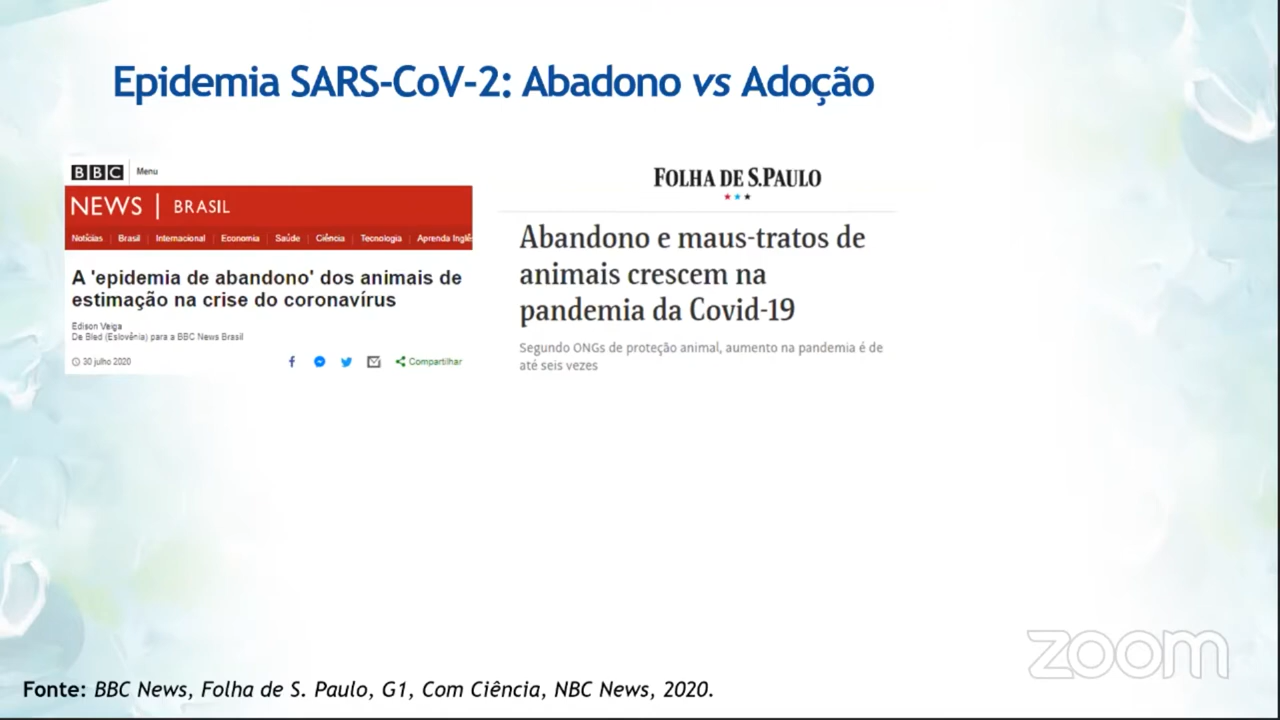 Epidemia SARS-CoV-2: Abadono vs Adoção
BBC Menu
NEWS | BRASIL
Notícias Brasil Internacional Economia Saúde Ciência Tecnologia Aprenda Inglê
A 'epidemia de abandono' dos animais de
estimação na crise do coronavírus
Edison Veiga
De Bled (Eslovênia) para a BBC News Brasil
30 julho 2020
Compartilhar
FOLHA DE S.PAULO
Abandono e maus-tratos de
animais crescem na
pandemia da Covid-19
Segundo ONGs de proteção animal, aumento na pandemia é de
até seis vezes
zoom
Fonte: BBC News, Folha de S. Paulo, G1, Com Ciência, NBC News, 2020.